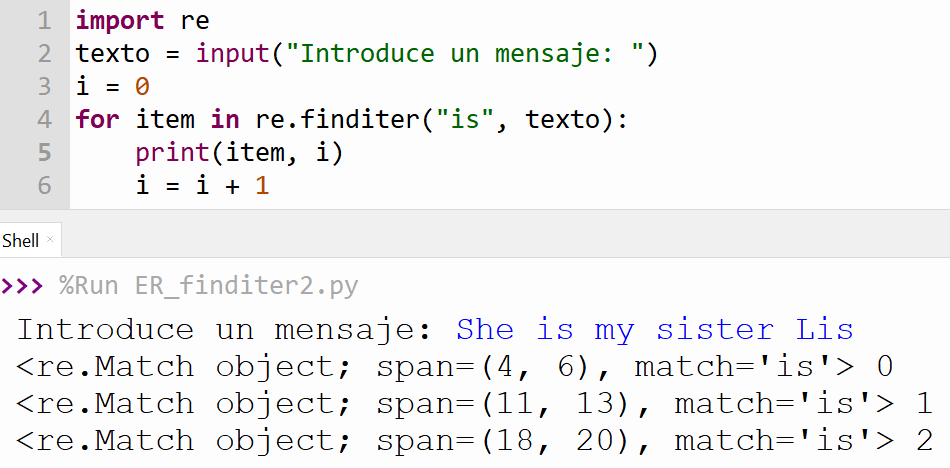 1 import re
2 texto = input("Introduce un mensaje: ")
3 i = 0
4 for item in re.finditer("is", texto):
5     print(item, i)
6     i = i + 1
Shell ×
>>> %Run ER_finditer2.py
Introduce un mensaje: She is my sister Lis
<re.Match object; span=(4, 6), match='is'> 0
<re.Match object; span=(11, 13), match='is'> 1
<re.Match object; span=(18, 20), match='is'> 2